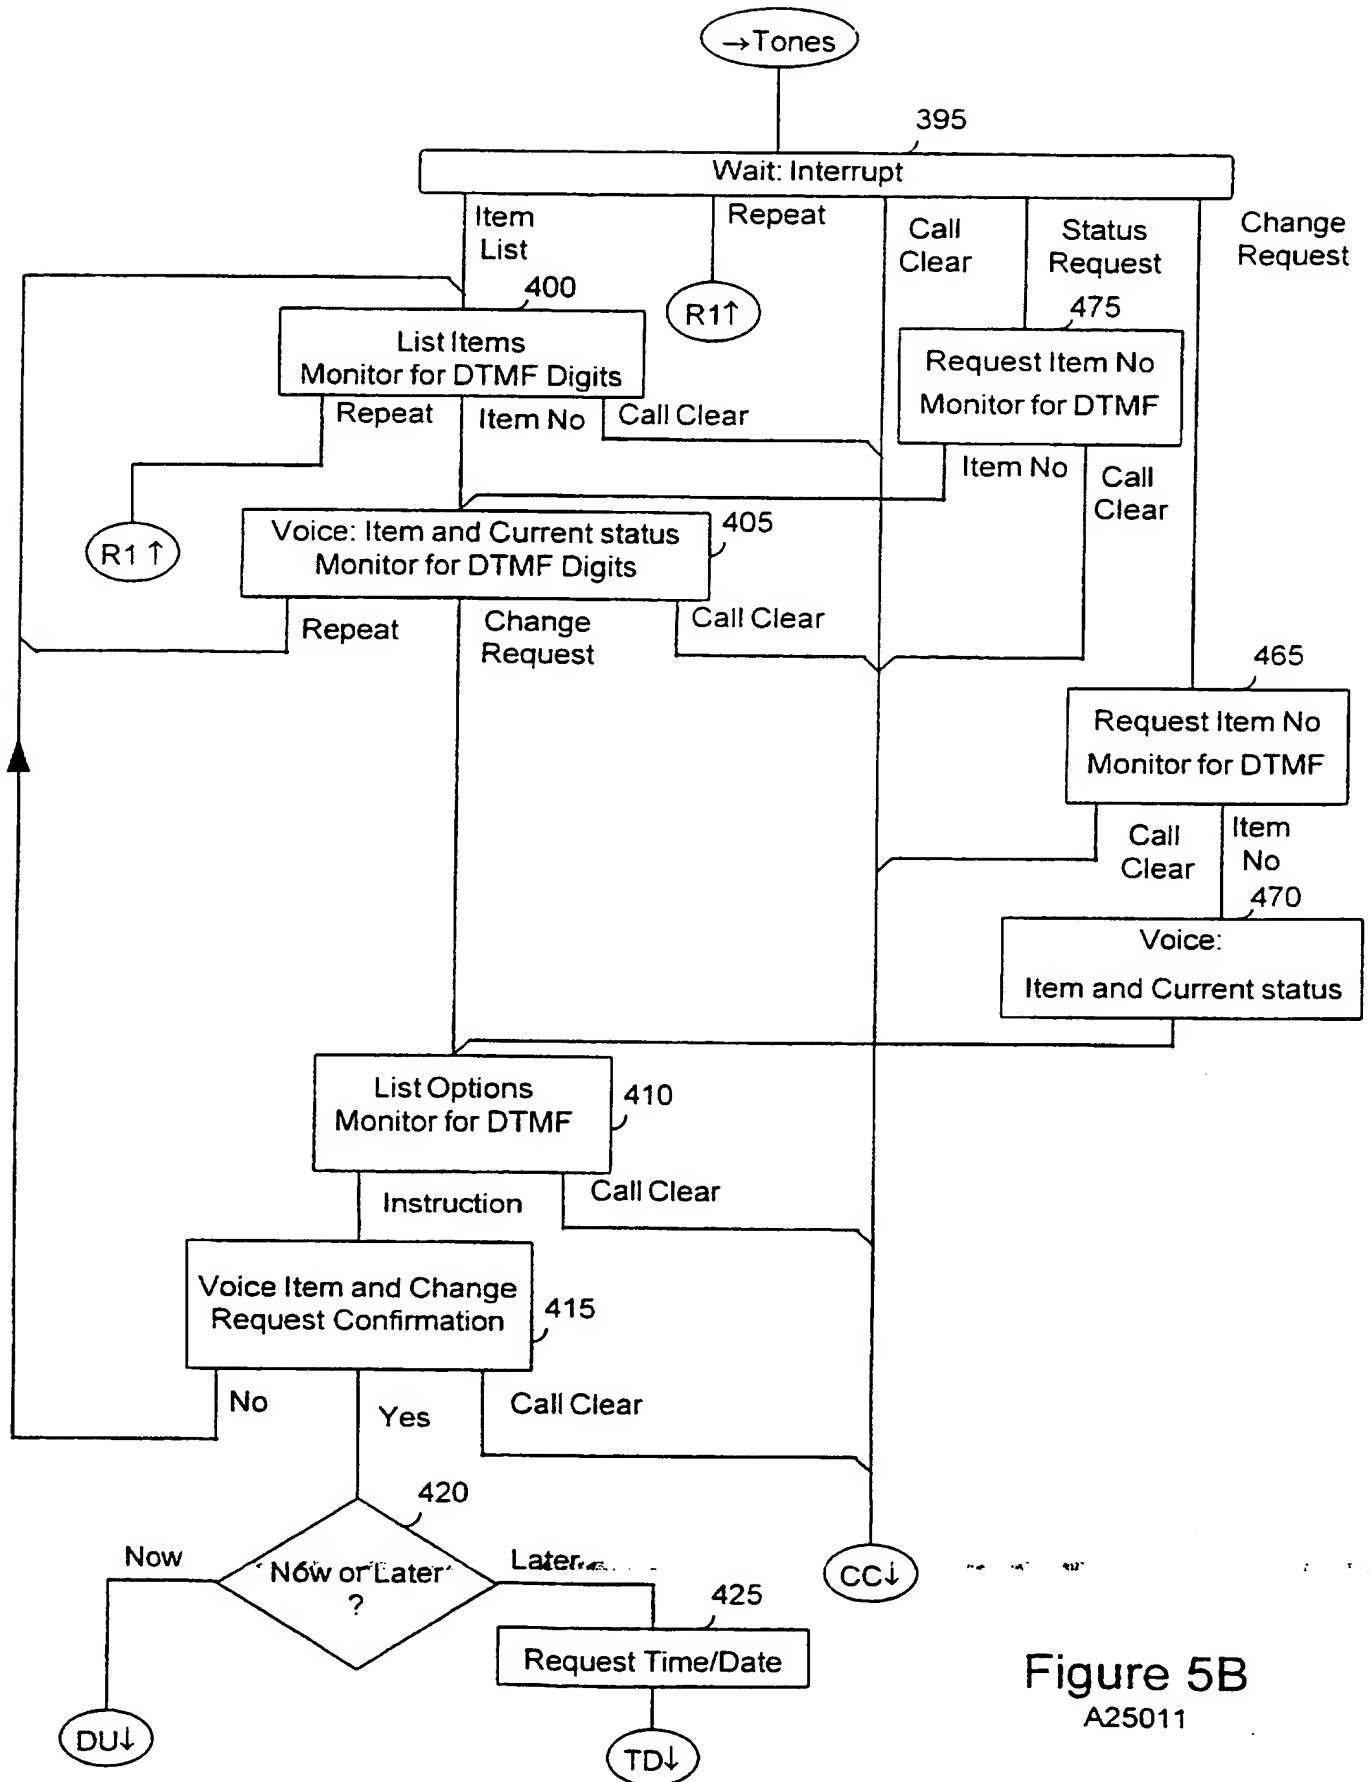 →Tones
395
Wait: Interrupt
Item
List
Repeat
Call
Clear
Status
Request
Change
Request
400
List Items
Monitor for DTMF Digits
R1↑
475
Request Item No
Monitor for DTMF
Repeat
Item No
Call Clear
Item No
Call
Clear
R1 ↑
Voice: Item and Current status
Monitor for DTMF Digits
405
Repeat
Change
Request
Call Clear
465
Request Item No
Monitor for DTMF
Call
Clear
Item
No
470
Voice:
Item and Current status
List Options
Monitor for DTMF
410
Instruction
Call Clear
Voice Item and Change
Request Confirmation
415
No
Yes
Call Clear
420
Now
Now or Later
?
Later
CC↓
425
Request Time/Date
DU↓
TD↓
Figure 5B
A25011